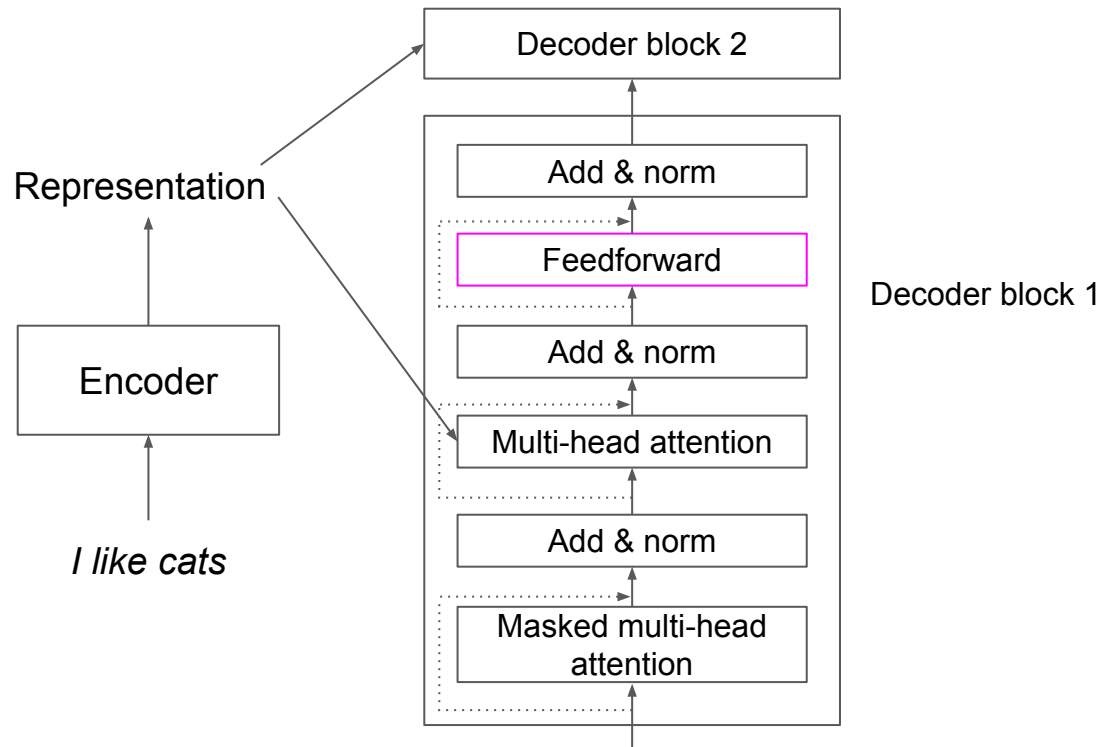 Decoder block 2
Add & norm
Representation
Feedforward
Decoder block 1
Add & norm
Encoder
Multi-head attention
Add & norm
I like cats
Masked multi-head
attention